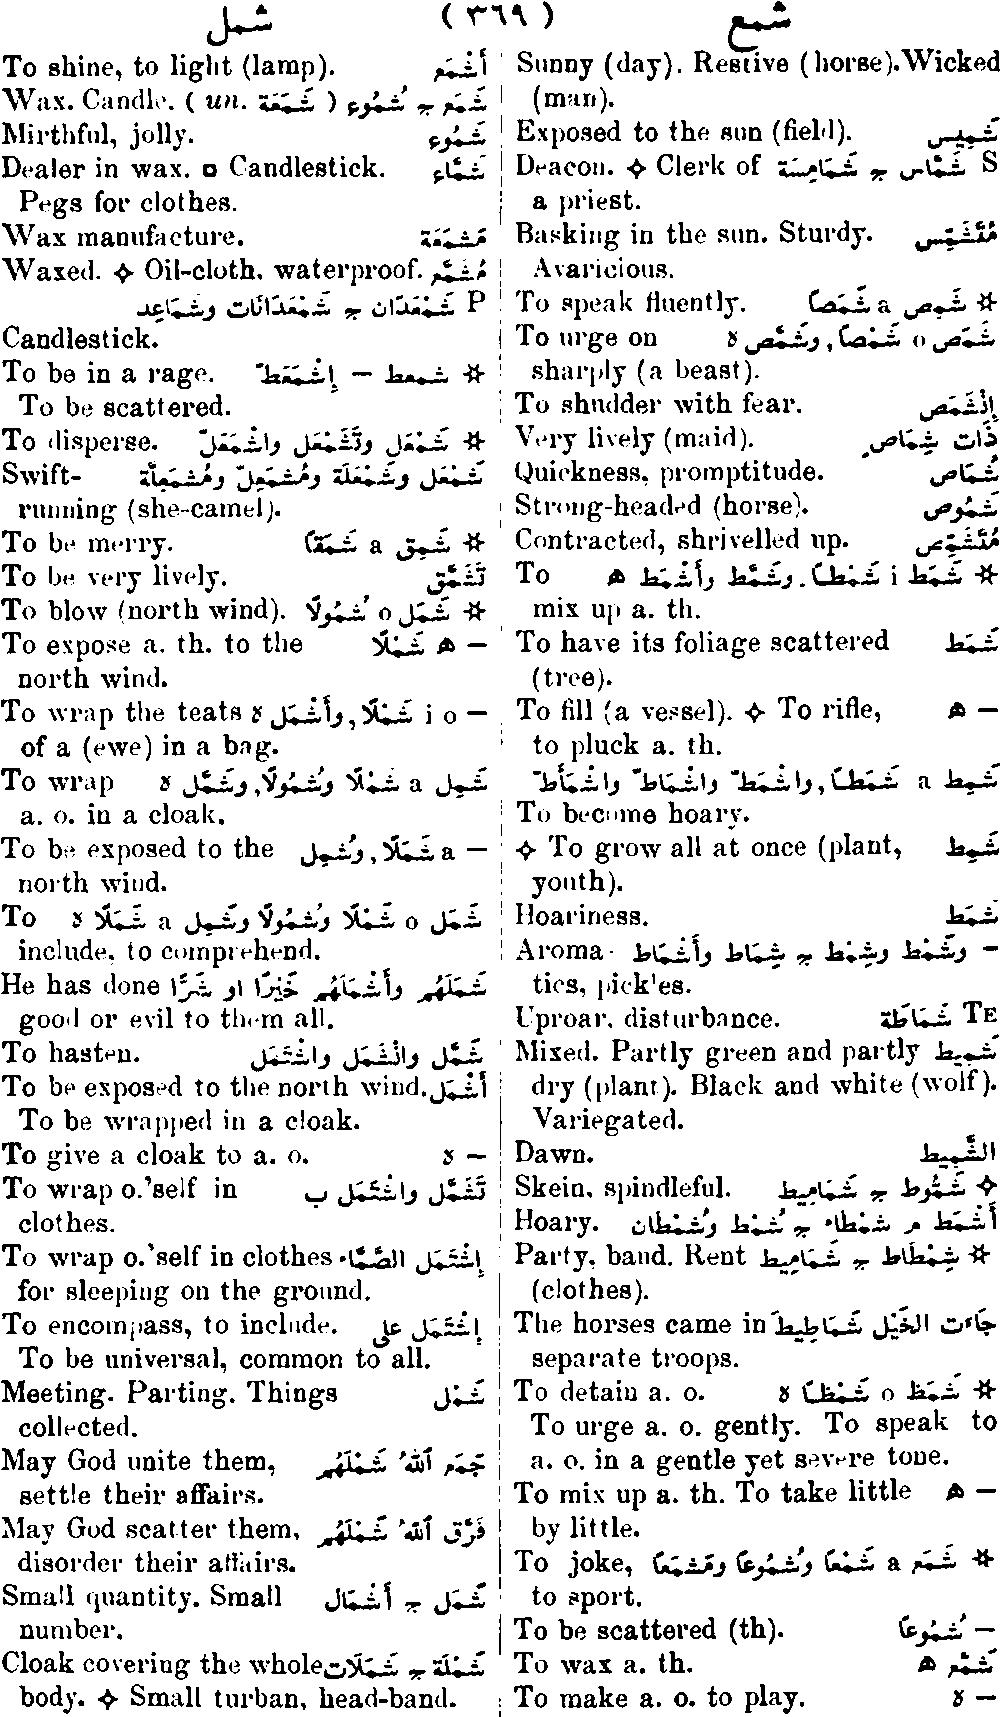 شمع ( ٣٦٩ ) شمل
Sunny (day). Restive (horse). Wicked
(man).
Exposed to the sun (field). شَمِيس
Deacon. ✧ Clerk of شَمَّاس ج شَمَامِسَة S
a priest.
Basking in the sun. Sturdy. مُتَشَمِّس
Avaricious.
To speak fluently. ✲ شَمِص a شَمَصًا
To urge on شَمَص o شَمْصًا, وشَمَّص ه
sharply (a beast).
To shudder with fear. إِنْشَمَص
Very lively (maid). ذَات شِمَاص
Quickness, promptitude. شُمَاص
Strong-headed (horse). شَمُوص
Contracted, shrivelled up. مُتَشَمِّص
To ✲ شَمَط i شَمْطًا, وشَمَّط وأَشْمَط ه
mix up a. th.
To have its foliage scattered شَمَط
(tree).
To fill (a vessel). ✧ To rifle, — ه
to pluck a. th.
شَمِط a شَمَطًا, واشْمَطَّ واشْمَاطَّ واشْمَأَطَّ
To become hoary.
✧ To grow all at once (plant, شَمِط
youth).
Hoariness. شَمَط
Aroma- — وشَمْط وشِمْط ج شِمَاط وأَشْمَاط
tics, pickles.
Uproar, disturbance. شَمَاطَة TE
Mixed. Partly green and partly شَمِيط
dry (plant). Black and white (wolf).
Variegated.
Dawn. الشَّمِيط
Skein, spindleful. ✧ شَمُّوط ج شَمَامِيط
Hoary. أَشْمَط م شَمْطَاء ج شُمْط وشُمْطَان
Party, band. Rent ✲ شِمْطَاط ج شَمَامِيط
(clothes).
The horses came in جَاءت الخَيْل شَمَاطِيطَ
separate troops.
To detain a. o. ✲ شَمَظ o شَمْظًا ه
To urge a. o. gently. To speak to
a. o. in a gentle yet severe tone.
To mix up a. th. To take little — ه
by little.
To joke, ✲ شَمَع a شَمْعًا وشُمُوعًا ومَشْمَعًا
to sport.
To be scattered (th). — شُمُوعًا
To wax a. th. شَمَّع ه
To make a. o. to play. — ه
To shine, to light (lamp). أَشْمَع
Wax. Candle. ( un. شَمْعَة ) شَمَع ج شُمُوع
Mirthful, jolly. شَمُوع
Dealer in wax. ▫ Candlestick. شَمَّاع
Pegs for clothes.
Wax manufacture. مَشْمَعَة
Waxed. ✧ Oil-cloth, waterproof. مُشَمَّع
P شَمْعَدَان ج شَمْعَدَانَات وشَمَاعِد
Candlestick.
To be in a rage. ✲ شمعط — إِشْمَعَطَّ
To be scattered.
To disperse. ✲ شَمْعَل وتَشَمْعَل واشْمَعَلَّ
Swift- شَمْعَل وشَمْعَلَة ومُشْمَعِلّ ومُشْمَعِلَّة
running (she-camel).
To be merry. ✲ شَمِق a شَمَقًا
To be very lively. تَشَمَّق
To blow (north wind). ✲ شَمَل o شُمُولًا
To expose a. th. to the — ه شَمْلًا
north wind.
To wrap the teats — i o شَمْلًا, وأَشْمَل ه
of a (ewe) in a bag.
To wrap شَمِل a شَمْلًا وشُمُولًا, وشَمَّل ه
a. o. in a cloak.
To be exposed to the — a شَمَلًا, وشُمِل
north wind.
To شَمَل o شَمْلًا وشُمُولًا وشَمِل a شَمَلًا ه
include, to comprehend.
He has done شَمَلَهُم وأَشْمَلَهُم خَيْرًا او شَرًّا
good or evil to them all.
To hasten. شَمَّل وانْشَمَل واشْتَمَل
To be exposed to the north wind. أَشْمَل
To be wrapped in a cloak.
To give a cloak to a. o. — ه
To wrap o.'self in تَشَمَّل واشْتَمَل ب
clothes.
To wrap o.'self in clothes إِشْتَمَل الصَّمَّاء
for sleeping on the ground.
To encompass, to include. إِشْتَمَل على
To be universal, common to all.
Meeting. Parting. Things شَمْل
collected.
May God unite them, جَمَع ٱللهُ شَمْلَهُم
settle their affairs.
May God scatter them, فَرَّق ٱللهُ شَمْلَهُم
disorder their affairs.
Small quantity. Small شَمَل ج أَشْمَال
number.
Cloak covering the whole شَمْلَة ج شَمَلَات
body. ✧ Small turban, head-band.